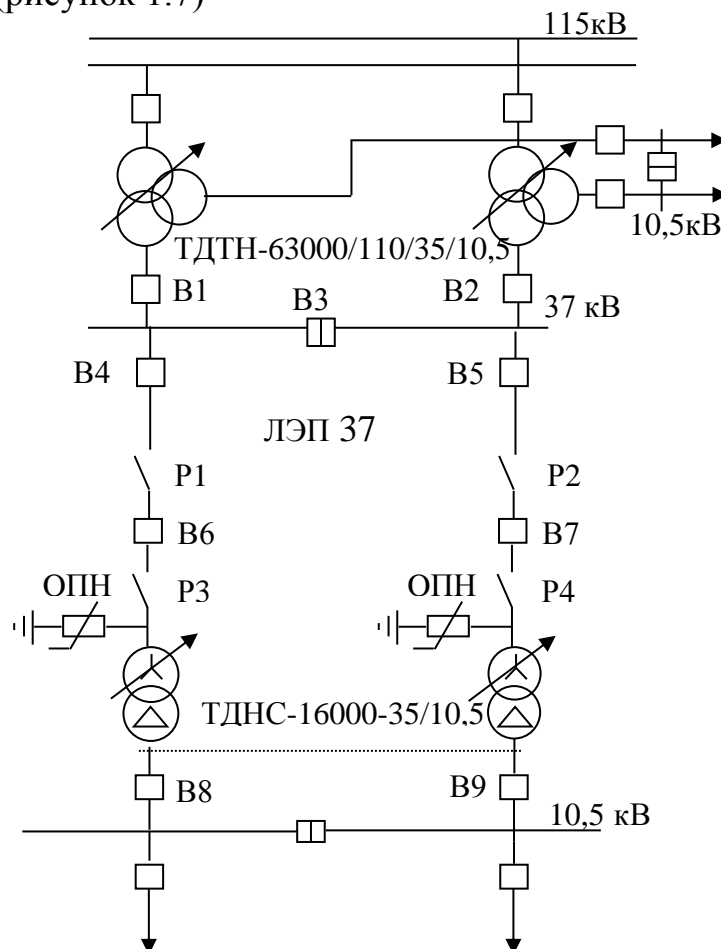 (рисунок 1.7)
115кВ
10,5кВ
ТДТН-63000/110/35/10,5
В1
В2
В3
37 кВ
В4
В5
ЛЭП 37
Р1
Р2
В6
В7
ОПН
Р3
ОПН
Р4
ТДНС-16000-35/10,5
В8
В9
10,5 кВ